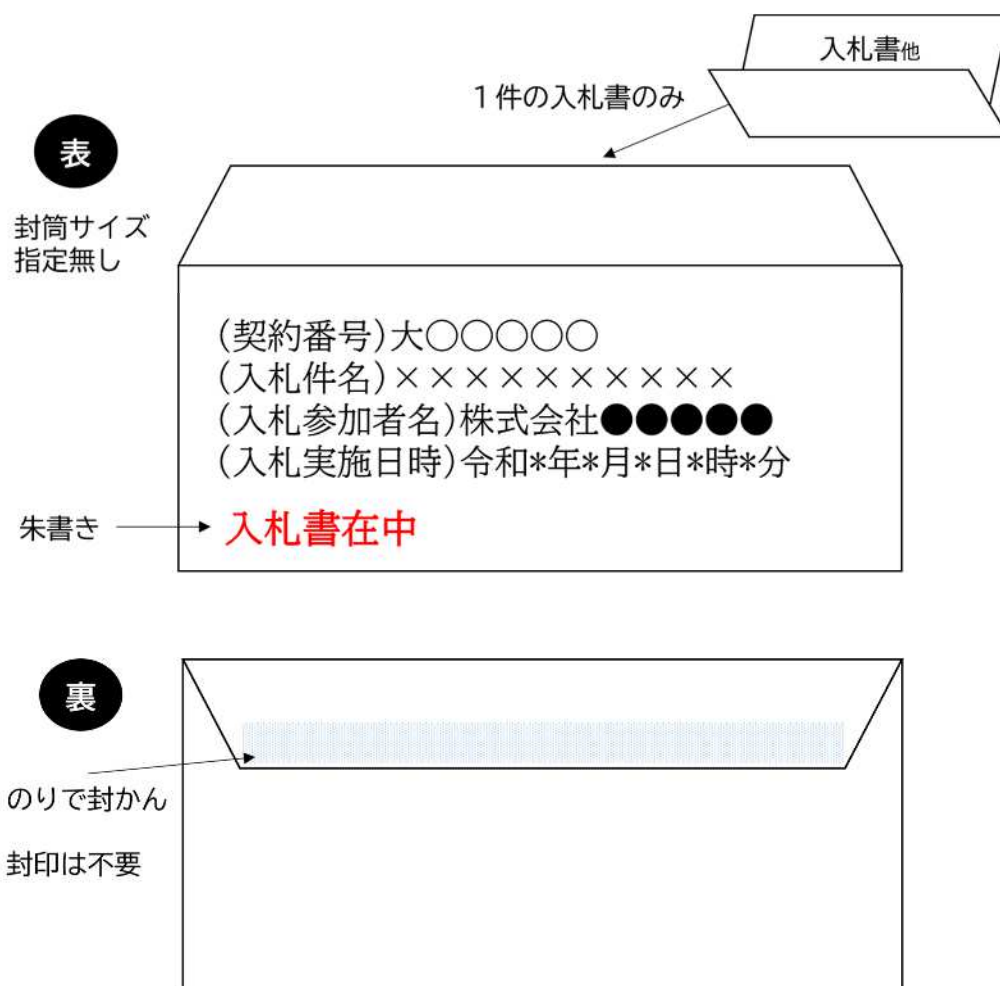 入札書他
１件の入札書のみ
表
封筒サイズ
指定無し
(契約番号)大○○○○○
(入札件名)××××××××××
(入札参加者名)株式会社●●●●●
(入札実施日時)令和*年*月*日*時*分
朱書き
入札書在中
裏
のりで封かん
封印は不要